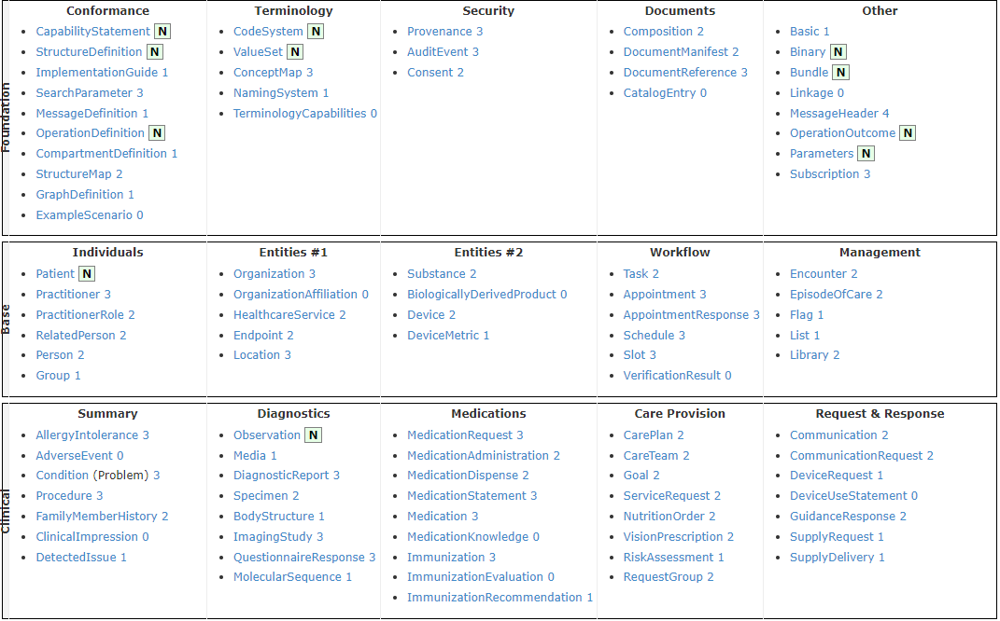 Foundation
Conformance
CapabilityStatement N
StructureDefinition N
ImplementationGuide 1
SearchParameter 3
MessageDefinition 1
OperationDefinition N
CompartmentDefinition 1
StructureMap 2
GraphDefinition 1
ExampleScenario 0
Terminology
CodeSystem N
ValueSet N
ConceptMap 3
NamingSystem 1
TerminologyCapabilities 0
Security
Provenance 3
AuditEvent 3
Consent 2
Documents
Composition 2
DocumentManifest 2
DocumentReference 3
CatalogEntry 0
Other
Basic 1
Binary N
Bundle N
Linkage 0
MessageHeader 4
OperationOutcome N
Parameters N
Subscription 3
Base
Individuals
Patient N
Practitioner 3
PractitionerRole 2
RelatedPerson 2
Person 2
Group 1
Entities #1
Organization 3
OrganizationAffiliation 0
HealthcareService 2
Endpoint 2
Location 3
Entities #2
Substance 2
BiologicallyDerivedProduct 0
Device 2
DeviceMetric 1
Workflow
Task 2
Appointment 3
AppointmentResponse 3
Schedule 3
Slot 3
VerificationResult 0
Management
Encounter 2
EpisodeOfCare 2
Flag 1
List 1
Library 2
Clinical
Summary
AllergyIntolerance 3
AdverseEvent 0
Condition (Problem) 3
Procedure 3
FamilyMemberHistory 2
ClinicalImpression 0
DetectedIssue 1
Diagnostics
Observation N
Media 1
DiagnosticReport 3
Specimen 2
BodyStructure 1
ImagingStudy 3
QuestionnaireResponse 3
MolecularSequence 1
Medications
MedicationRequest 3
MedicationAdministration 2
MedicationDispense 2
MedicationStatement 3
Medication 3
MedicationKnowledge 0
Immunization 3
ImmunizationEvaluation 0
ImmunizationRecommendation 1
Care Provision
CarePlan 2
CareTeam 2
Goal 2
ServiceRequest 2
NutritionOrder 2
VisionPrescription 2
RiskAssessment 1
RequestGroup 2
Request & Response
Communication 2
CommunicationRequest 2
DeviceRequest 1
DeviceUseStatement 0
GuidanceResponse 2
SupplyRequest 1
SupplyDelivery 1